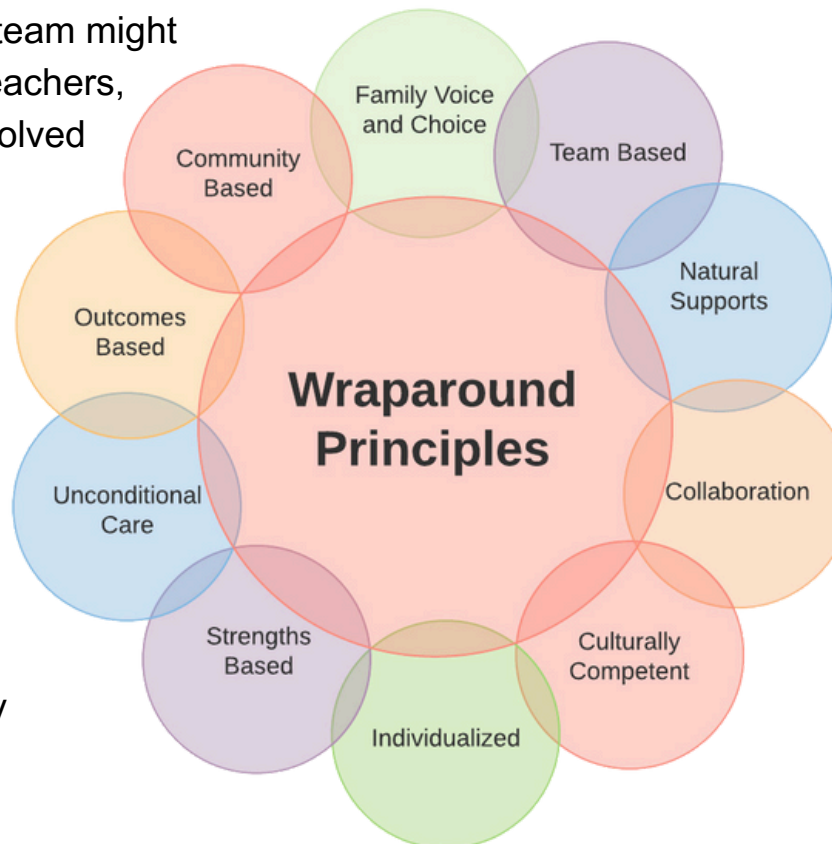 team might
eachers,
olved
Family Voice
and Choice
Team Based
Community
Based
Natural
Supports
Outcomes
Based
Wraparound
Principles
Collaboration
Unconditional
Care
Strengths
Based
Culturally
Competent
y
Individualized